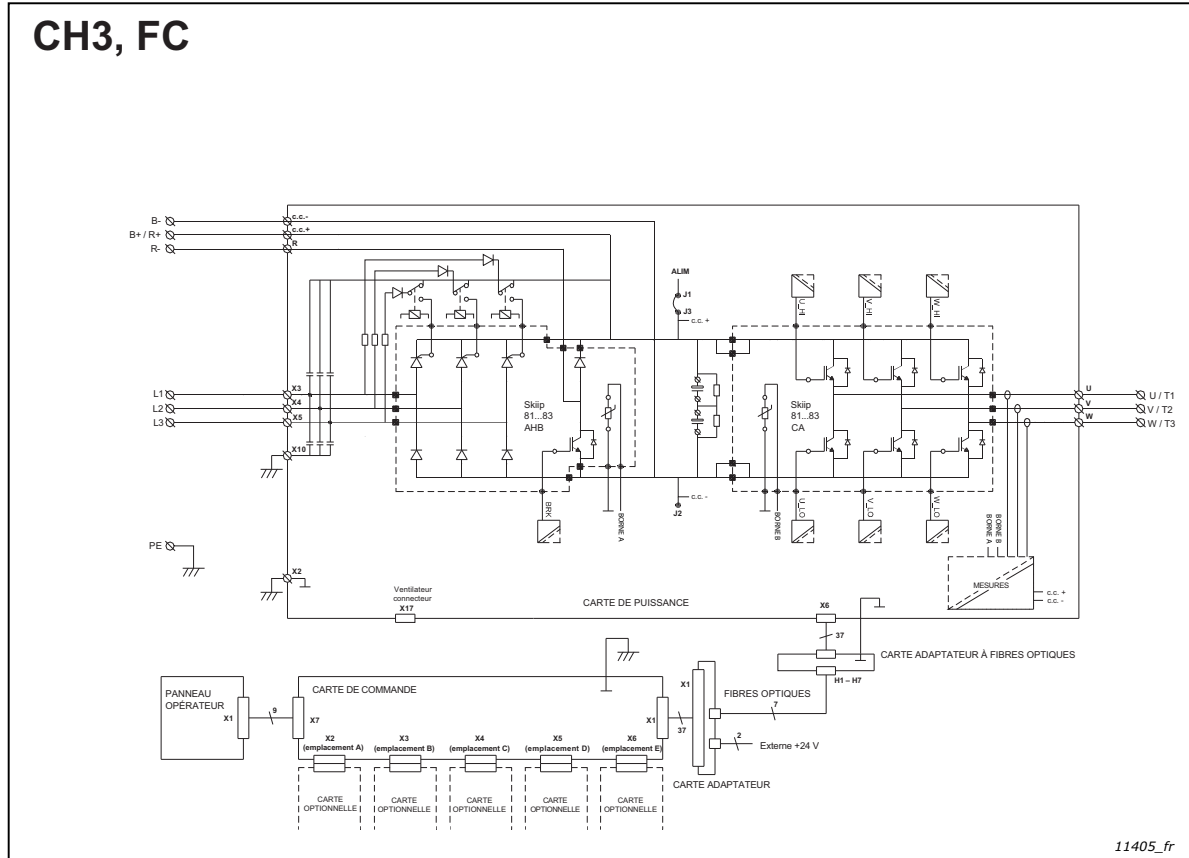 CH3, FC
B-
B+ / R+
R-
c.c.-
c.c.+
R
ALIM
J1
J3
c.c. +
U_HI
V_HI
W_HI
L1
L2
L3
X3
X4
X5
X10
Skiip
81...83
AHB
Skiip
81...83
CA
U
V
W
U / T1
V / T2
W / T3
J2
c.c. -
BRK
BORNE A
BORNE B
U_LO
V_LO
W_LO
BORNE A
BORNE B
MESURES
c.c. +
c.c. -
PE
X2
Ventilateur
connecteur
X17
CARTE DE PUISSANCE
X6
37
CARTE ADAPTATEUR À FIBRES OPTIQUES
H1 – H7
PANNEAU
OPÉRATEUR
X1
9
X7
CARTE DE COMMANDE
X1
37
X1
FIBRES OPTIQUES
7
2
Externe +24 V
CARTE ADAPTATEUR
X2
(emplacement A)
X3
(emplacement B)
X4
(emplacement C)
X5
(emplacement D)
X6
(emplacement E)
CARTE
OPTIONNELLE
CARTE
OPTIONNELLE
CARTE
OPTIONNELLE
CARTE
OPTIONNELLE
CARTE
OPTIONNELLE
11405_fr